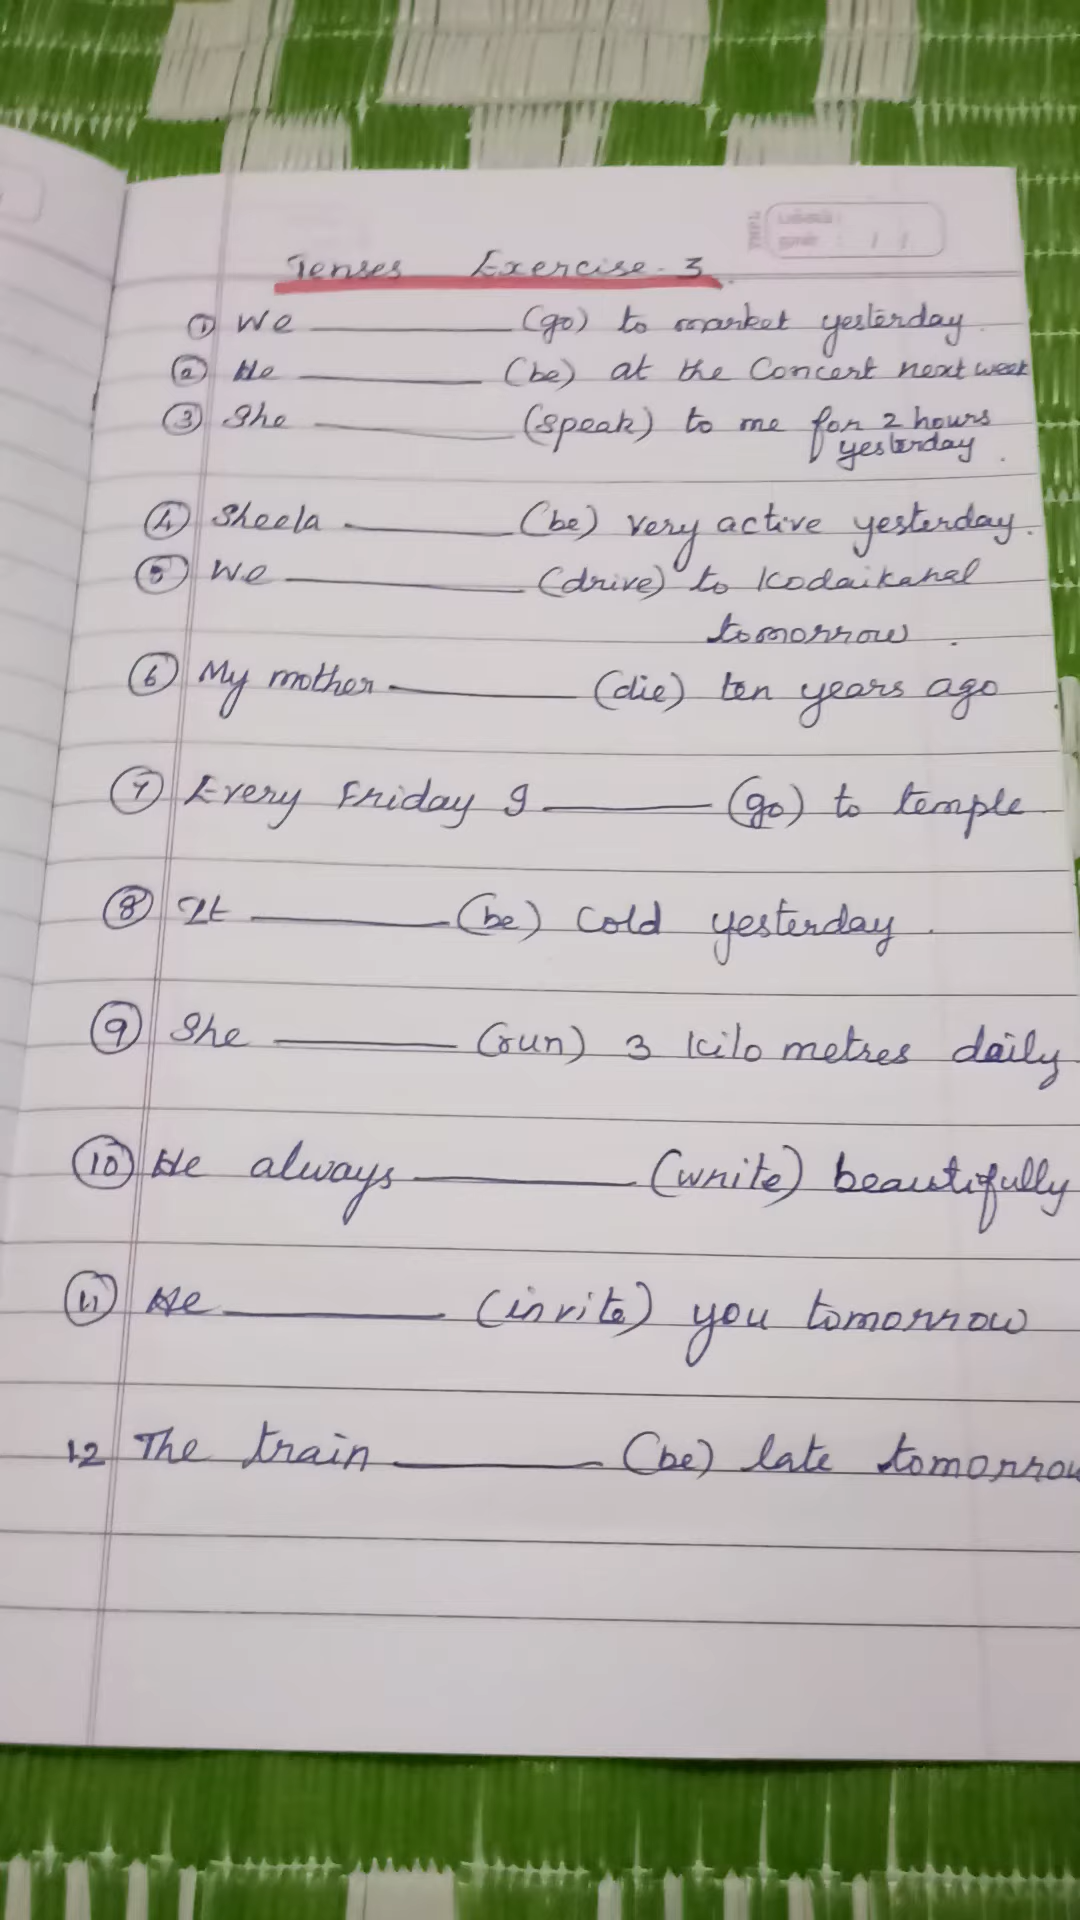 பக்கம் :
நாள் : / /
Tenses Exercise-3
① We ________ (go) to market yesterday.
② He ________ (be) at the Concert next week
③ She ________ (speak) to me for 2 hours
yesterday.
④ Sheela ________ (be) very active yesterday.
⑤ We ________ (drive) to Kodaikanal
tomorrow.
⑥ My mother ________ (die) ten years ago
⑦ Every Friday I ________ (go) to temple
⑧ It ________ (be) cold yesterday.
⑨ She ________ (run) 3 kilo metres daily
⑩ He always ________ (write) beautifully
⑪ He ________ (invite) you tomorrow
12 The train ________ (be) late tomorrow